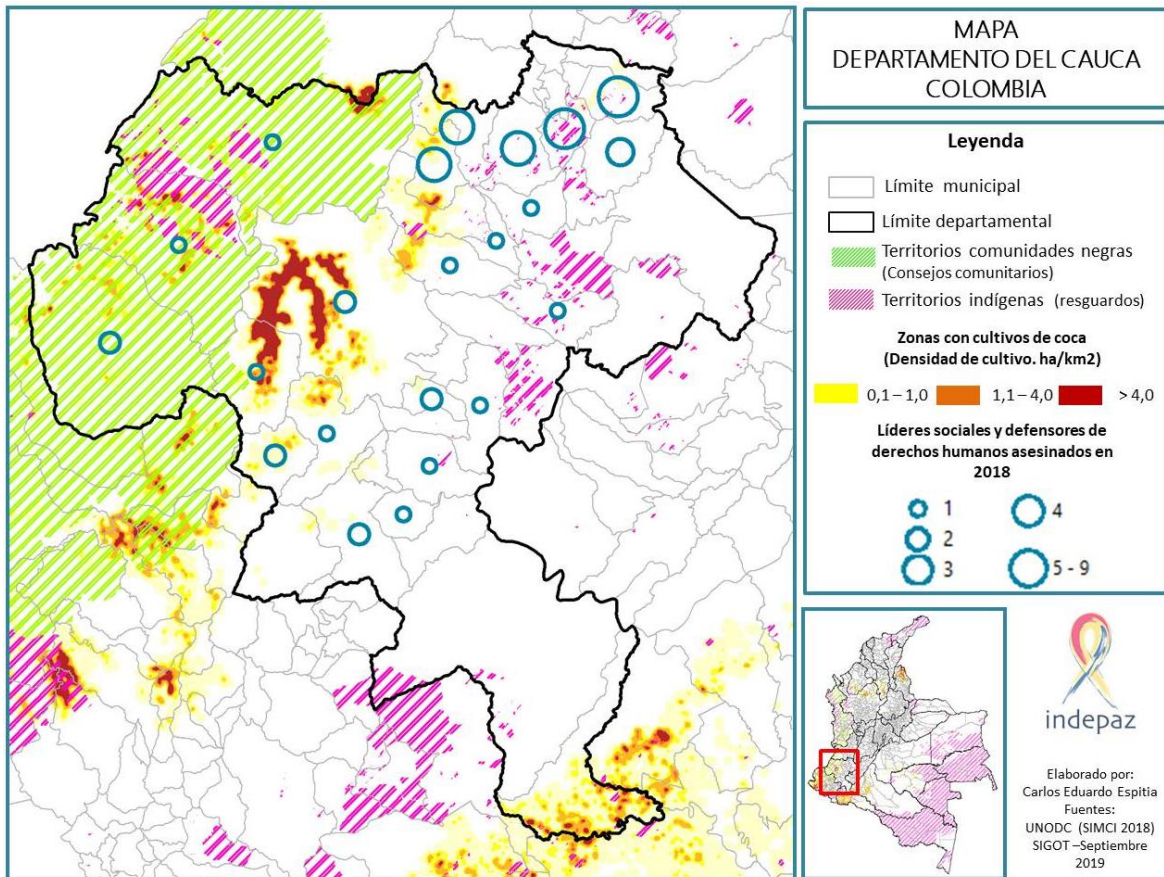 MAPA
DEPARTAMENTO DEL CAUCA
COLOMBIA
Leyenda
Límite municipal
Límite departamental
Territorios comunidades negras
(Consejos comunitarios)
Territorios indígenas (resguardos)
Zonas con cultivos de coca
(Densidad de cultivo. ha/km2)
0,1 – 1,0 1,1 – 4,0 > 4,0
Líderes sociales y defensores de
derechos humanos asesinados en
2018
1 4
2
3 5 - 9
indepaz
Elaborado por:
Carlos Eduardo Espitia
Fuentes:
UNODC (SIMCI 2018)
SIGOT –Septiembre
2019